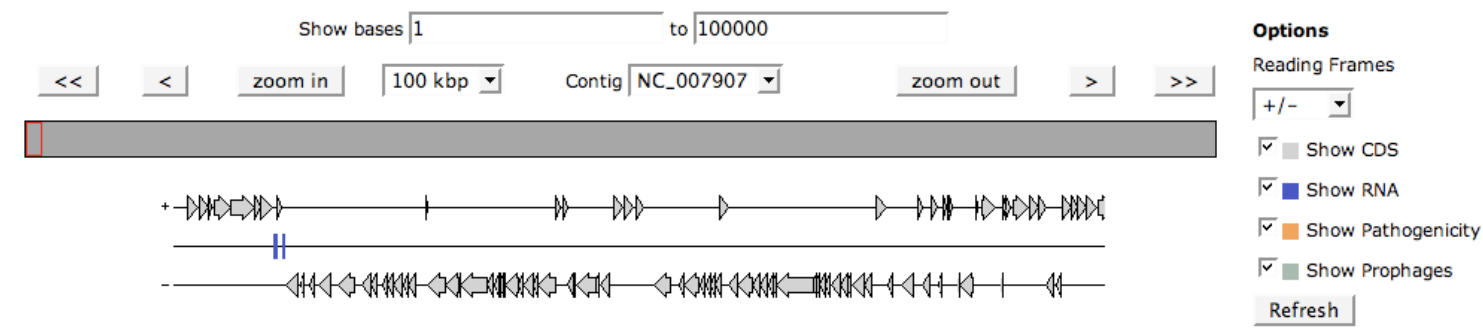 Show bases 1 to 100000
<< < zoom in 100 kbp Contig NC_007907 zoom out > >>
+
-
Options
Reading Frames
+/-
Show CDS
Show RNA
Show Pathogenicity
Show Prophages
Refresh